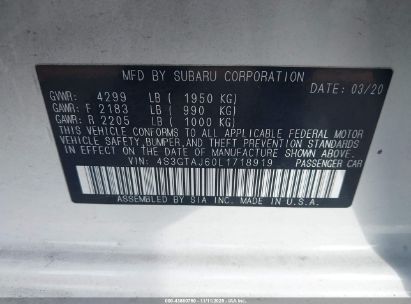 MFD BY SUBARU CORPORATION DATE: 03/20
GVWR: 4299 LB ( 1950 KG)
GAWR: F 2183 LB ( 990 KG)
GAWR: R 2205 LB ( 1000 KG)
THIS VEHICLE CONFORMS TO ALL APPLICABLE FEDERAL MOTOR
VEHICLE SAFETY, BUMPER, AND THEFT PREVENTION STANDARDS
IN EFFECT ON THE DATE OF MANUFACTURE SHOWN ABOVE.
VIN: 4S3GTAJ60L1718919 PASSENGER CAR
ASSEMBLED BY SIA INC. MADE IN U.S.A.